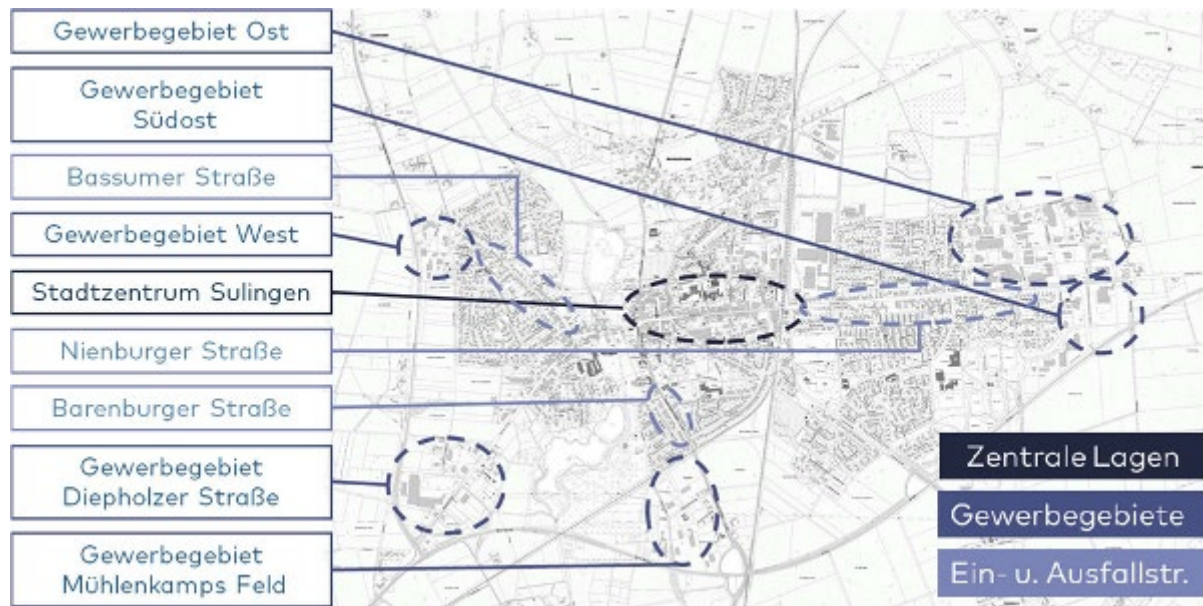 Gewerbegebiet Ost
Gewerbegebiet
Südost
Bassumer Straße
Gewerbegebiet West
Stadtzentrum Sulingen
Nienburger Straße
Barenburger Straße
Gewerbegebiet
Diepholzer Straße
Gewerbegebiet
Mühlenkamps Feld
Zentrale Lagen
Gewerbegebiete
Ein- u. Ausfallstr.